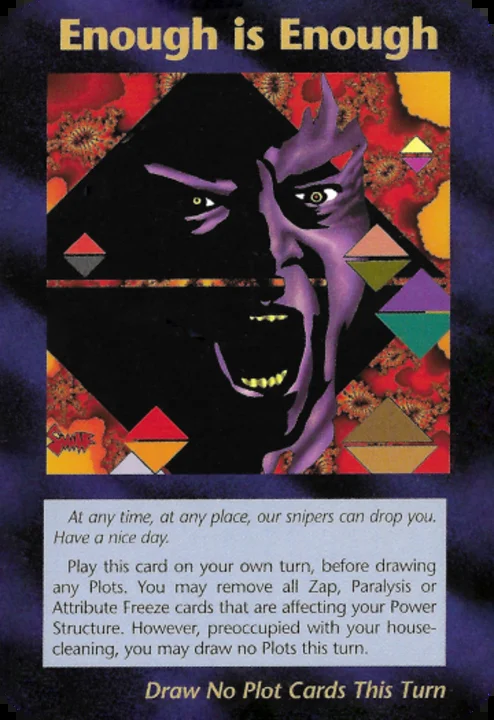 Enough is Enough
At any time, at any place, our snipers can drop you.
Have a nice day.
Play this card on your own turn, before drawing
any Plots. You may remove all Zap, Paralysis or
Attribute Freeze cards that are affecting your Power
Structure. However, preoccupied with your house-
cleaning, you may draw no Plots this turn.
Draw No Plot Cards This Turn